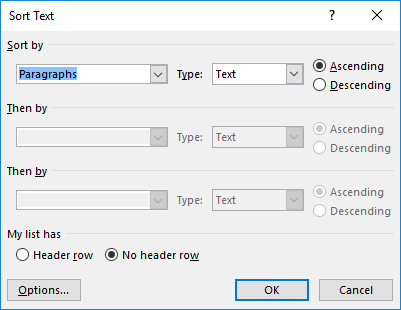 Sort Text ?
Sort by
Paragraphs Type: Text Ascending
Descending
Then by
Type: Text Ascending
Descending
Then by
Type: Text Ascending
Descending
My list has
Header row No header row
Options... OK Cancel